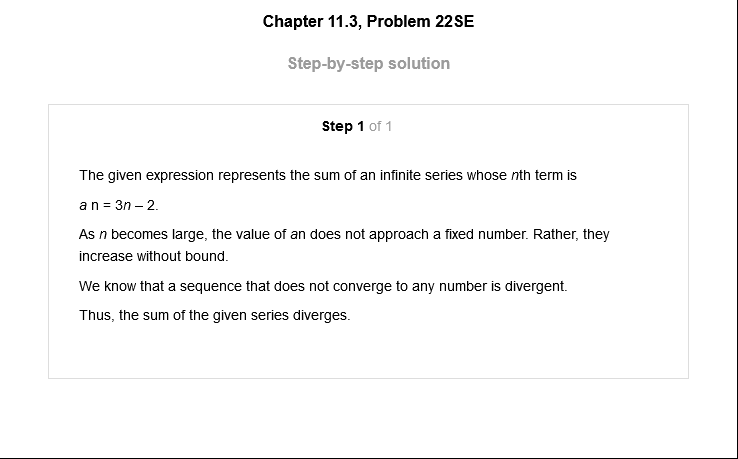 Chapter 11.3, Problem 22SE
Step-by-step solution
Step 1 of 1
The given expression represents the sum of an infinite series whose nth term is
a n = 3n – 2.
As n becomes large, the value of an does not approach a fixed number. Rather, they
increase without bound.
We know that a sequence that does not converge to any number is divergent.
Thus, the sum of the given series diverges.